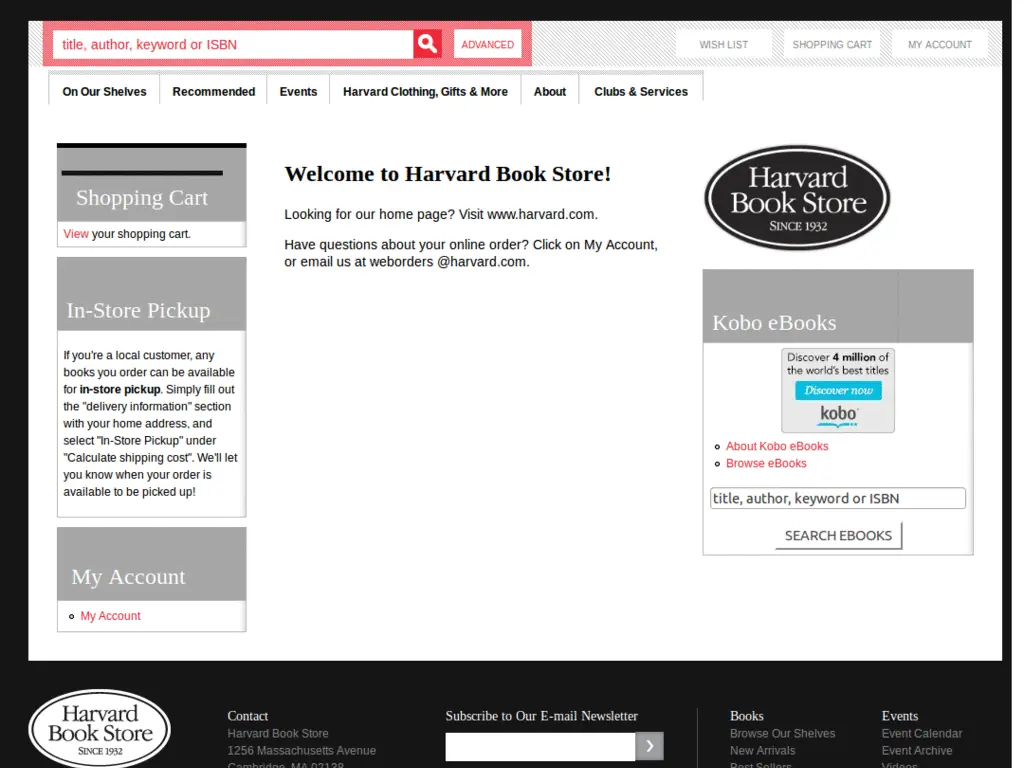 title, author, keyword or ISBN
ADVANCED
WISH LIST
SHOPPING CART
MY ACCOUNT
On Our Shelves
Recommended
Events
Harvard Clothing, Gifts & More
About
Clubs & Services
Shopping Cart
View your shopping cart.
In-Store Pickup
If you're a local customer, any
books you order can be available
for in-store pickup. Simply fill out
the "delivery information" section
with your home address, and
select "In-Store Pickup" under
"Calculate shipping cost". We'll let
you know when your order is
available to be picked up!
My Account
My Account
Welcome to Harvard Book Store!
Looking for our home page? Visit www.harvard.com.
Have questions about your online order? Click on My Account,
or email us at weborders @harvard.com.
Harvard
Book Store
SINCE 1932
Kobo eBooks
Discover 4 million of
the world's best titles
Discover now
kobo
About Kobo eBooks
Browse eBooks
title, author, keyword or ISBN
SEARCH EBOOKS
Harvard
Book Store
SINCE 1932
Contact
Harvard Book Store
1256 Massachusetts Avenue
Cambridge, MA 02138
Subscribe to Our E-mail Newsletter
Books
Browse Our Shelves
New Arrivals
Best Sellers
Events
Event Calendar
Event Archive
Videos